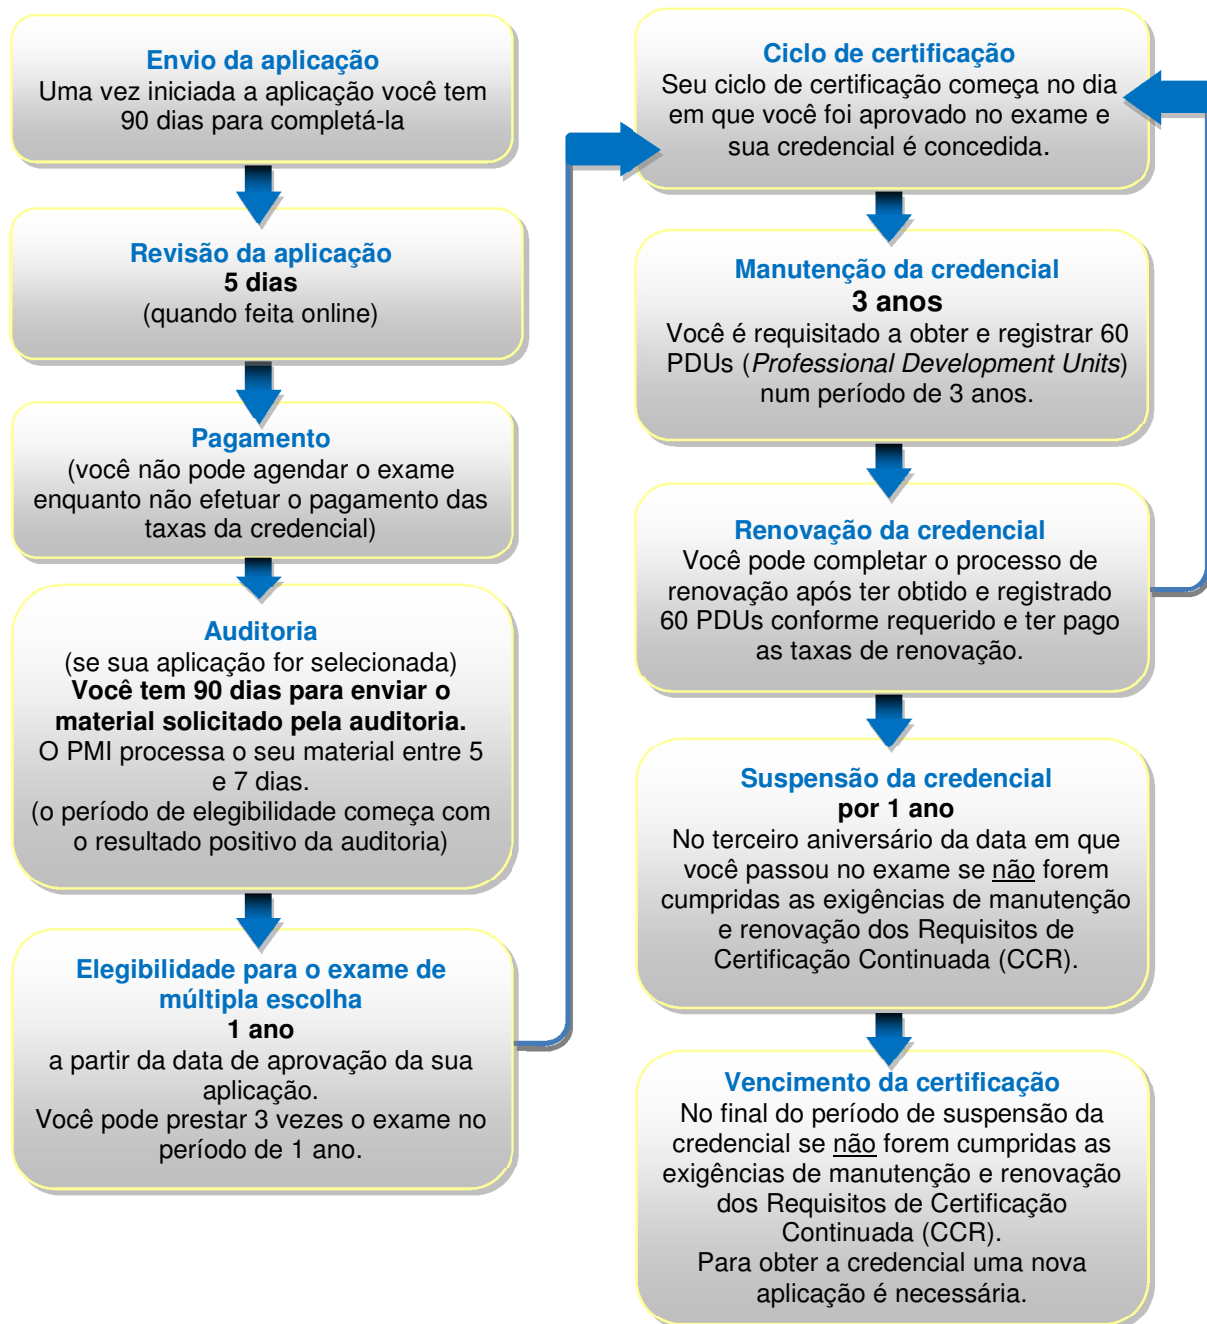 Envio da aplicação
Uma vez iniciada a aplicação você tem
90 dias para completá-la
Revisão da aplicação
5 dias
(quando feita online)
Pagamento
(você não pode agendar o exame
enquanto não efetuar o pagamento das
taxas da credencial)
Auditoria
(se sua aplicação for selecionada)
Você tem 90 dias para enviar o
material solicitado pela auditoria.
O PMI processa o seu material entre 5
e 7 dias.
(o período de elegibilidade começa com
o resultado positivo da auditoria)
Elegibilidade para o exame de
múltipla escolha
1 ano
a partir da data de aprovação da sua
aplicação.
Você pode prestar 3 vezes o exame no
período de 1 ano.
Ciclo de certificação
Seu ciclo de certificação começa no dia
em que você foi aprovado no exame e
sua credencial é concedida.
Manutenção da credencial
3 anos
Você é requisitado a obter e registrar 60
PDUs (Professional Development Units)
num período de 3 anos.
Renovação da credencial
Você pode completar o processo de
renovação após ter obtido e registrado
60 PDUs conforme requerido e ter pago
as taxas de renovação.
Suspensão da credencial
por 1 ano
No terceiro aniversário da data em que
você passou no exame se não forem
cumpridas as exigências de manutenção
e renovação dos Requisitos de
Certificação Continuada (CCR).
Vencimento da certificação
No final do período de suspensão da
credencial se não forem cumpridas as
exigências de manutenção e renovação
dos Requisitos de Certificação
Continuada (CCR).
Para obter a credencial uma nova
aplicação é necessária.